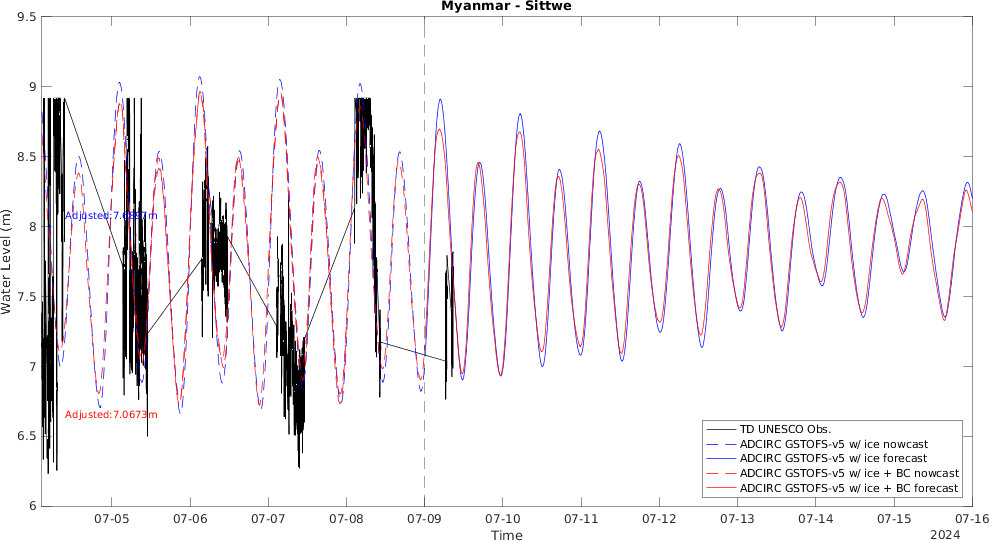 Myanmar - Sittwe
Water Level (m)
9.5
9
8.5
8
7.5
7
6.5
6
Adjusted:7.0673m
07-05
07-06
07-07
07-08
07-09
07-10
07-11
07-12
07-13
07-14
07-15
07-16
Time
2024
TD UNESCO Obs.
ADCIRC GSTOFS-v5 w/ ice nowcast
ADCIRC GSTOFS-v5 w/ ice forecast
ADCIRC GSTOFS-v5 w/ ice + BC nowcast
ADCIRC GSTOFS-v5 w/ ice + BC forecast